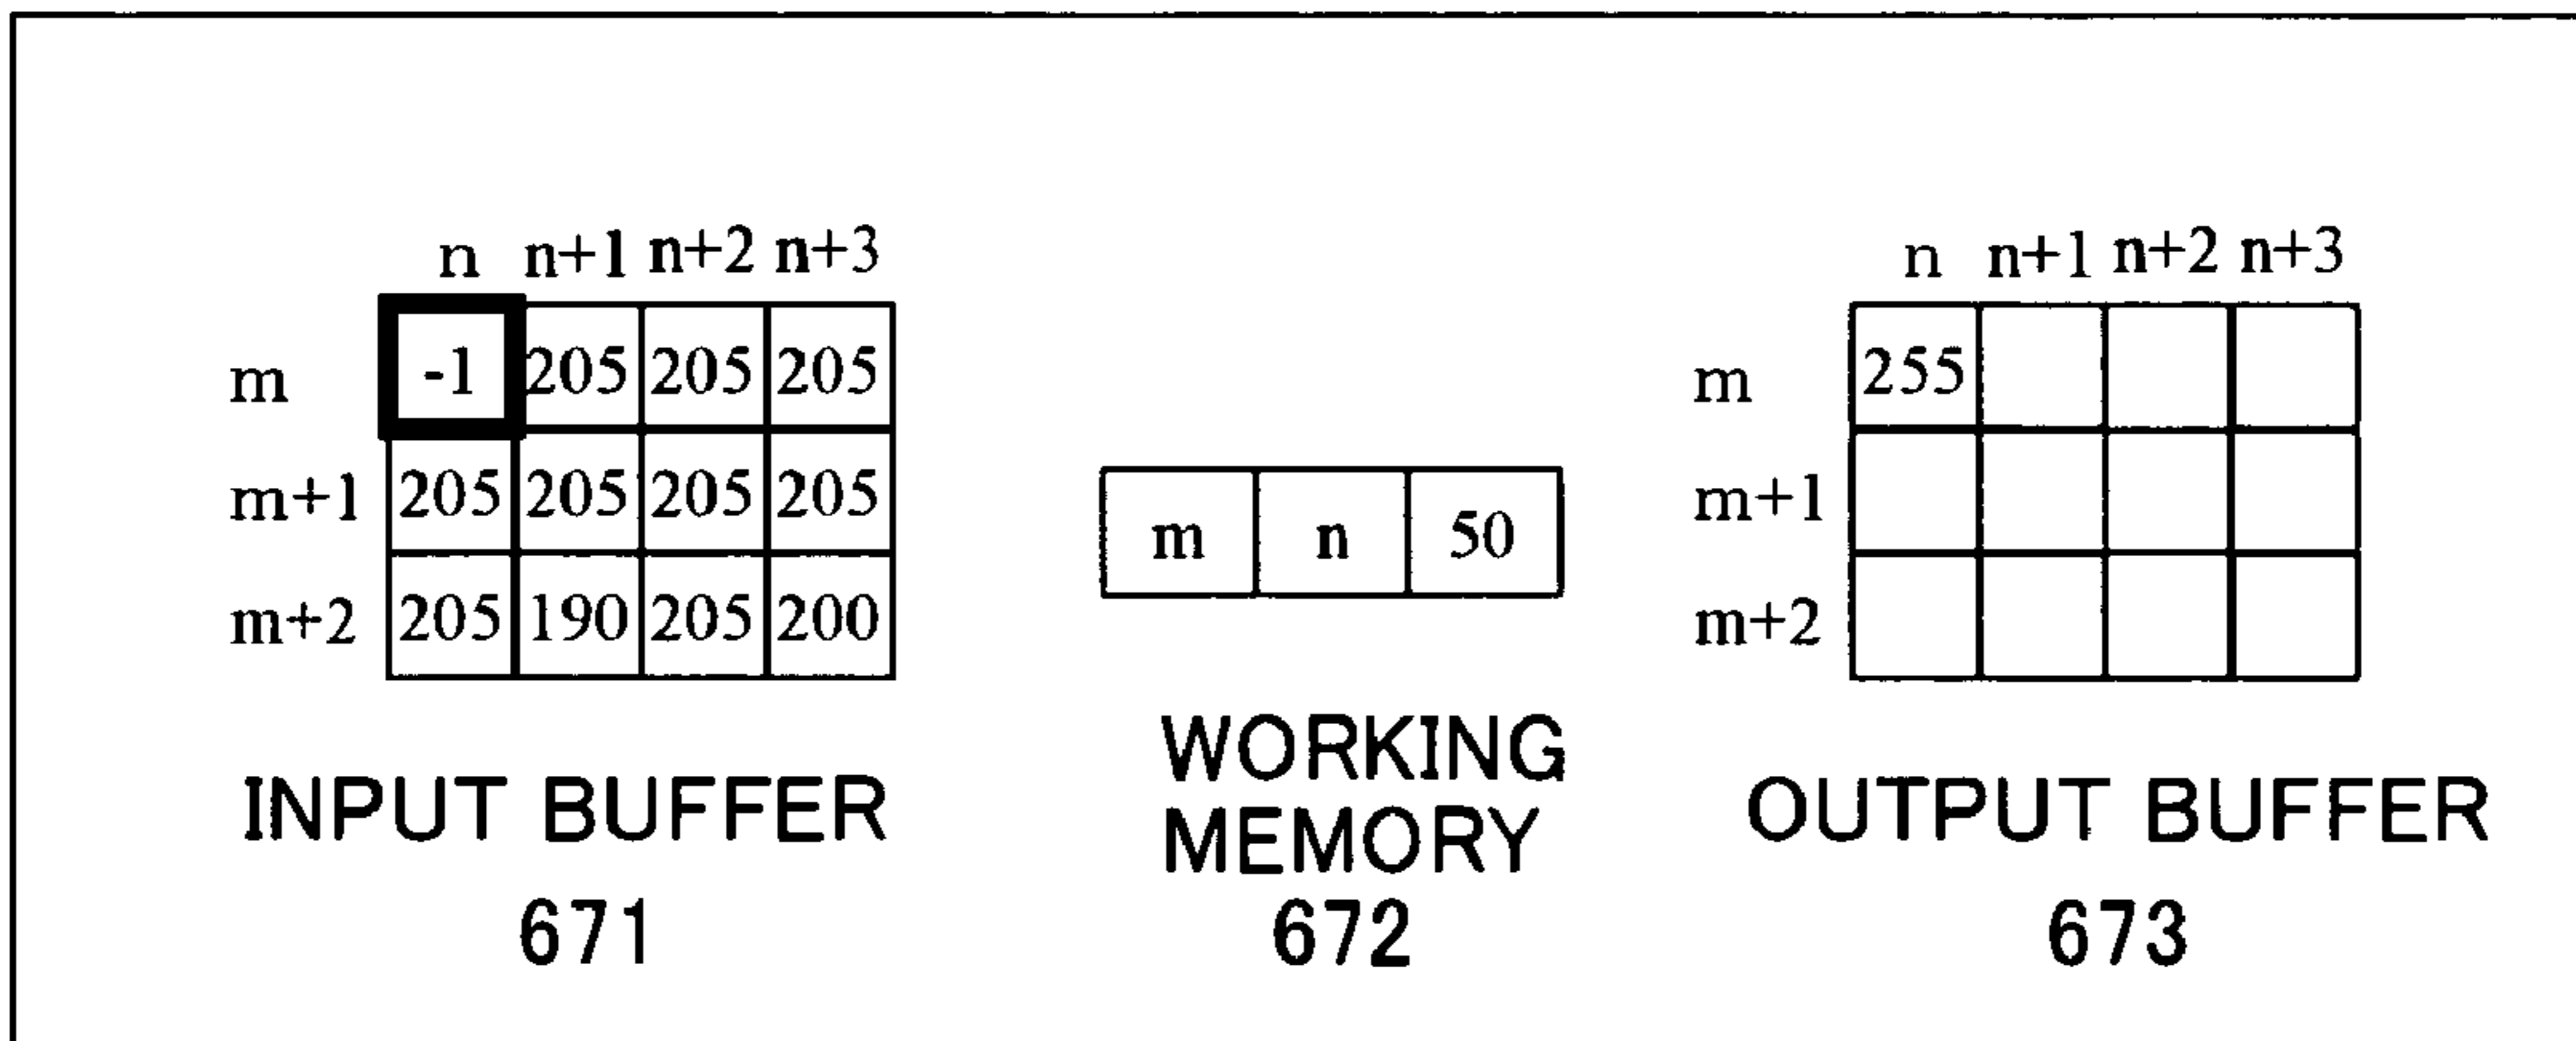 n n+1 n+2 n+3
m -1 205 205 205
m+1 205 205 205 205
m+2 205 190 205 200
INPUT BUFFER
671
m n 50
WORKING
MEMORY
672
n n+1 n+2 n+3
m 255
m+1
m+2
OUTPUT BUFFER
673